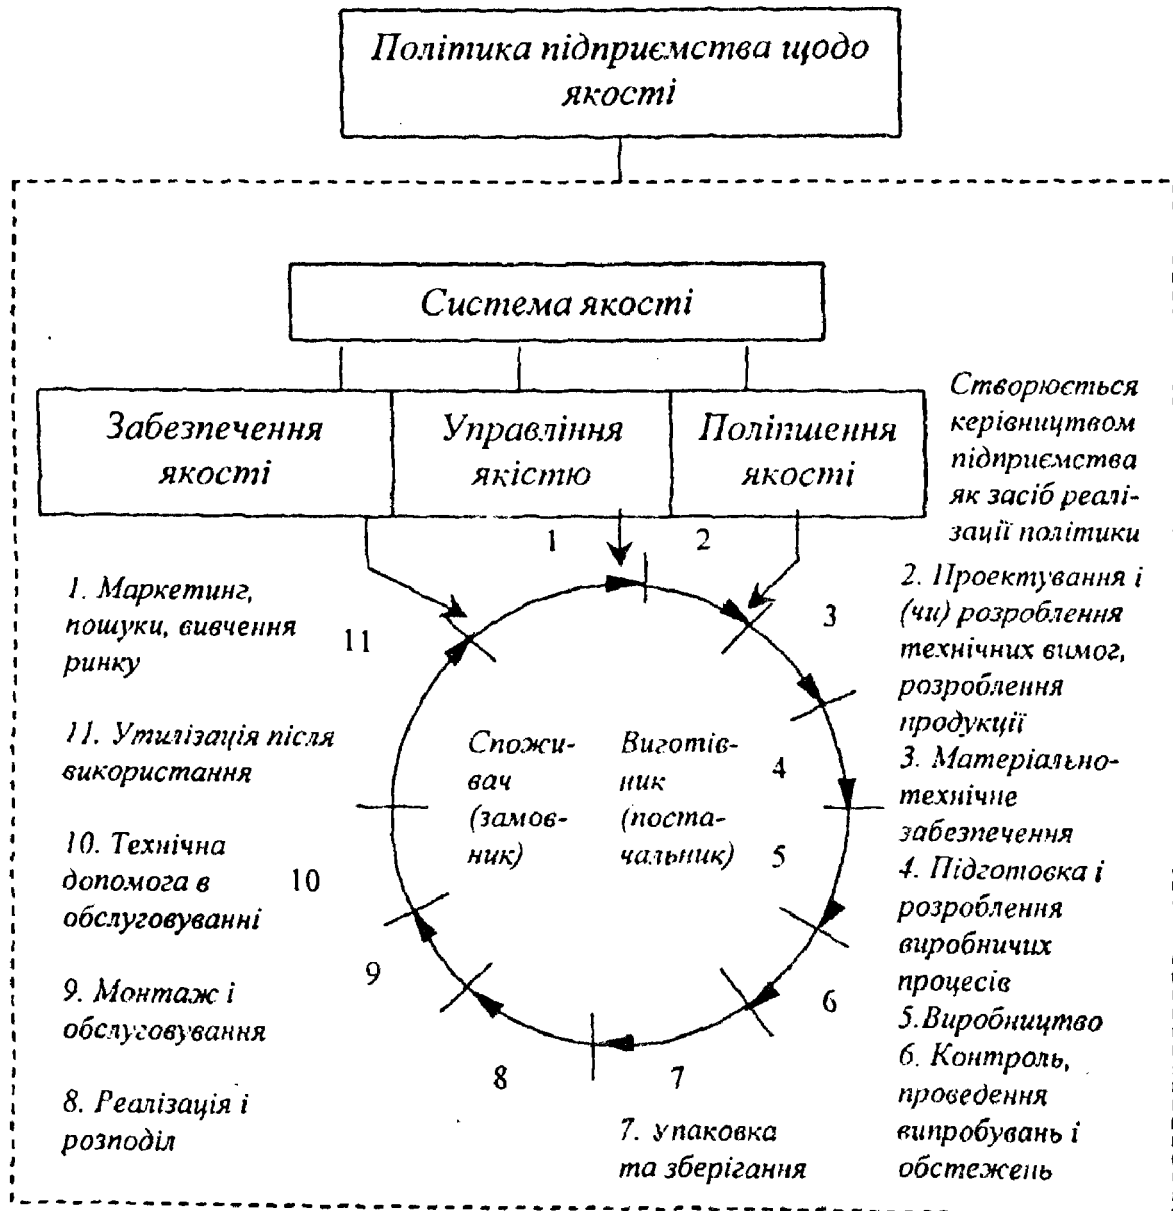 Політика підприємства щодо
якості
Система якості
Забезпечення
якості
Управління
якістю
Поліпшення
якості
Створюється
керівництвом
підприємства
як засіб реалі-
зації політики
1
2
3
4
5
6
7
8
9
10
11
Спожи-
вач
(замов-
ник)
Виготів-
ник
(поста-
чальник)
1. Маркетинг,
пошуки, вивчення
ринку
11. Утилізація після
використання
10. Технічна
допомога в
обслуговуванні
9. Монтаж і
обслуговування
8. Реалізація і
розподіл
7. упаковка
та зберігання
2. Проектування і
(чи) розроблення
технічних вимог,
розроблення
продукції
3. Матеріально-
технічне
забезпечення
4. Підготовка і
розроблення
виробничих
процесів
5.Виробництво
6. Контроль,
проведення
випробувань і
обстежень